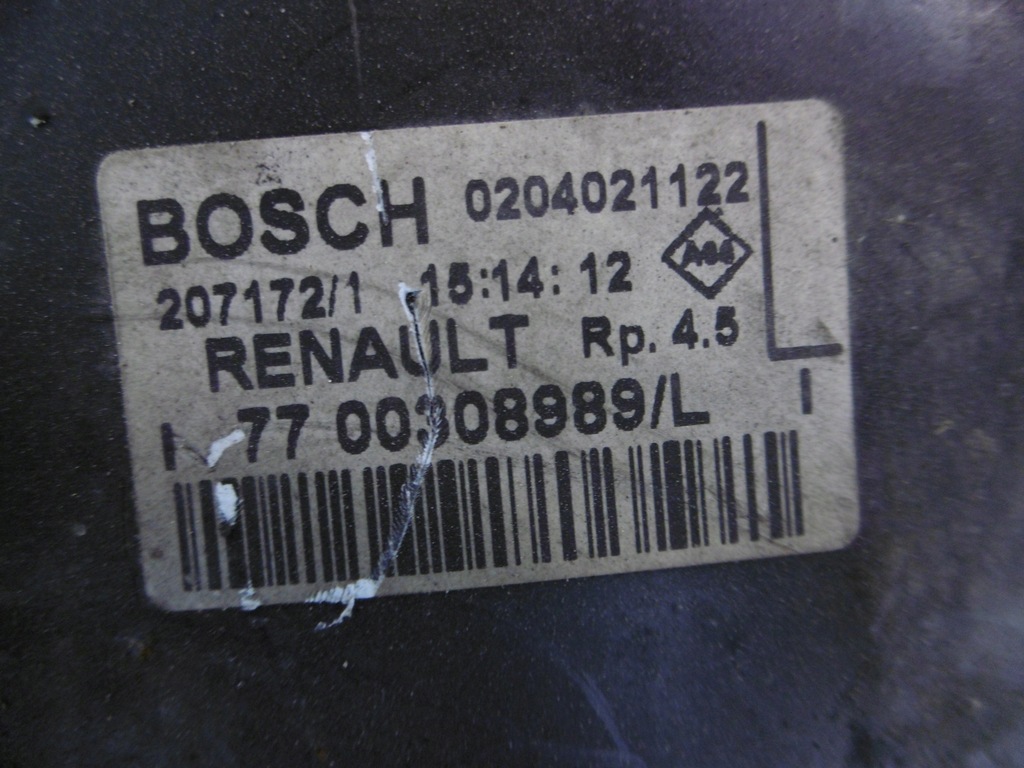 BOSCH 0204021122
207172/1 15:14: 12
RENAULT Rp. 4.5
77 00308989/L
L
I
I